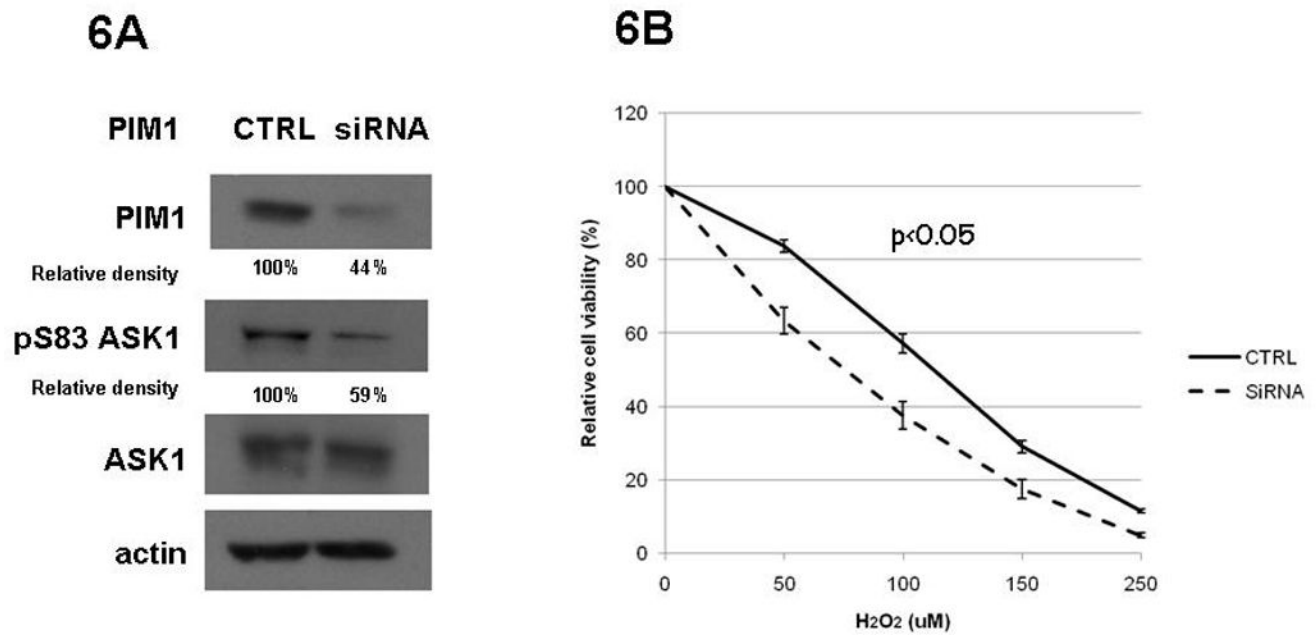 6A
PIM1 CTRL siRNA
PIM1
Relative density 100% 44%
pS83 ASK1
Relative density 100% 59%
ASK1
actin
6B
120
100
80
60
40
20
0
Relative cell viability (%)
p<0.05
0 50 100 150 250
H2O2 (uM)
CTRL
SiRNA